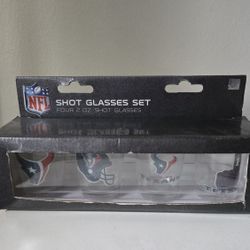 NFL
SHOT GLASSES SET
FOUR 2 OZ. SHOT GLASSES